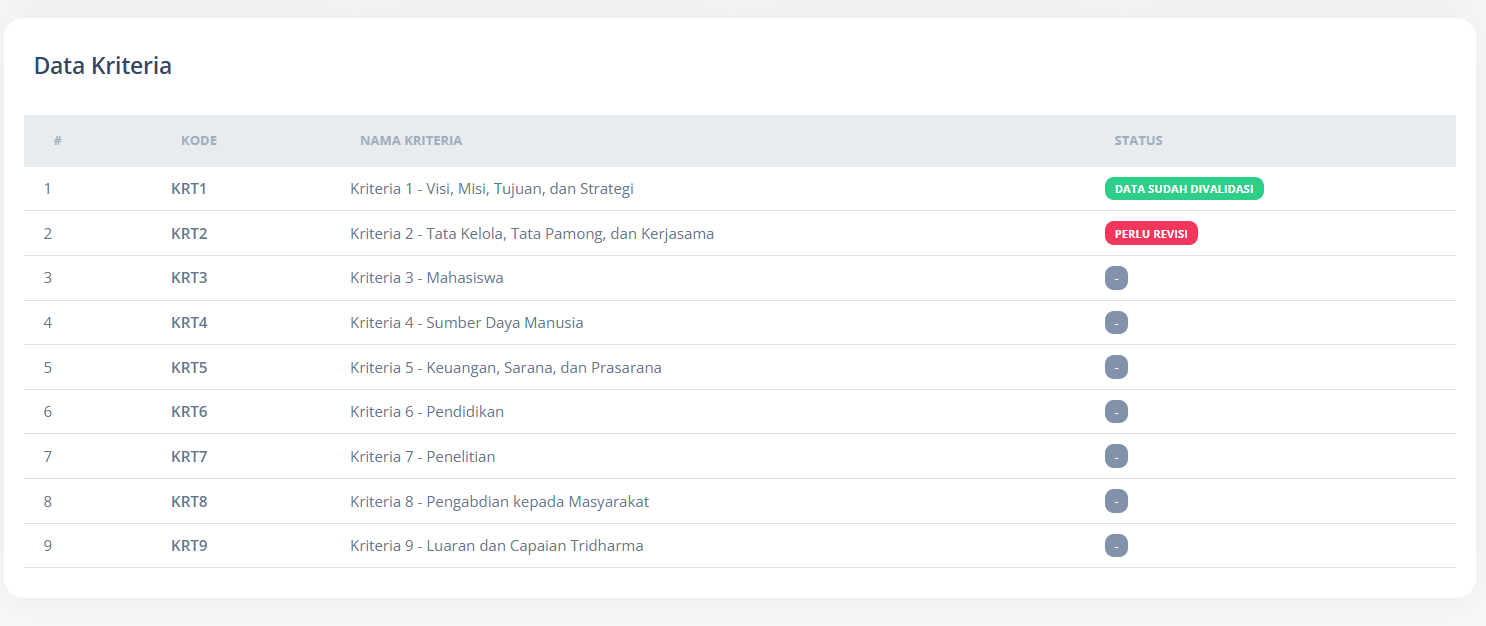 Data Kriteria
# KODE NAMA KRITERIA STATUS
1 KRT1 Kriteria 1 - Visi, Misi, Tujuan, dan Strategi DATA SUDAH DIVALIDASI
2 KRT2 Kriteria 2 - Tata Kelola, Tata Pamong, dan Kerjasama PERLU REVISI
3 KRT3 Kriteria 3 - Mahasiswa -
4 KRT4 Kriteria 4 - Sumber Daya Manusia -
5 KRT5 Kriteria 5 - Keuangan, Sarana, dan Prasarana -
6 KRT6 Kriteria 6 - Pendidikan -
7 KRT7 Kriteria 7 - Penelitian -
8 KRT8 Kriteria 8 - Pengabdian kepada Masyarakat -
9 KRT9 Kriteria 9 - Luaran dan Capaian Tridharma -